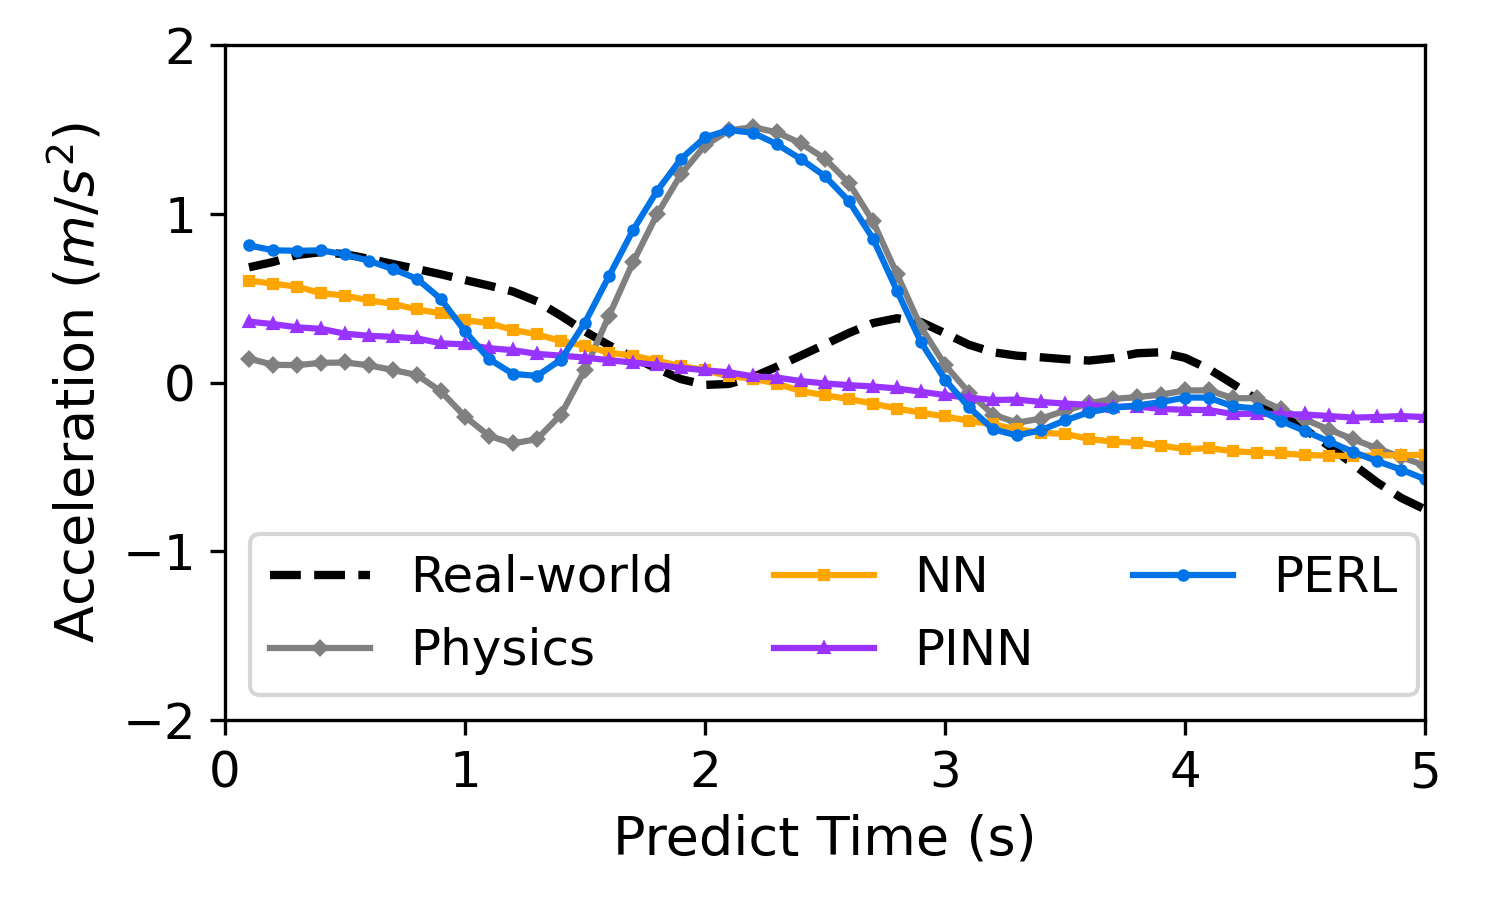 2
1
0
−1
−2
Acceleration (m/s²)
Real-world
Physics
NN
PINN
PERL
0 1 2 3 4 5
Predict Time (s)